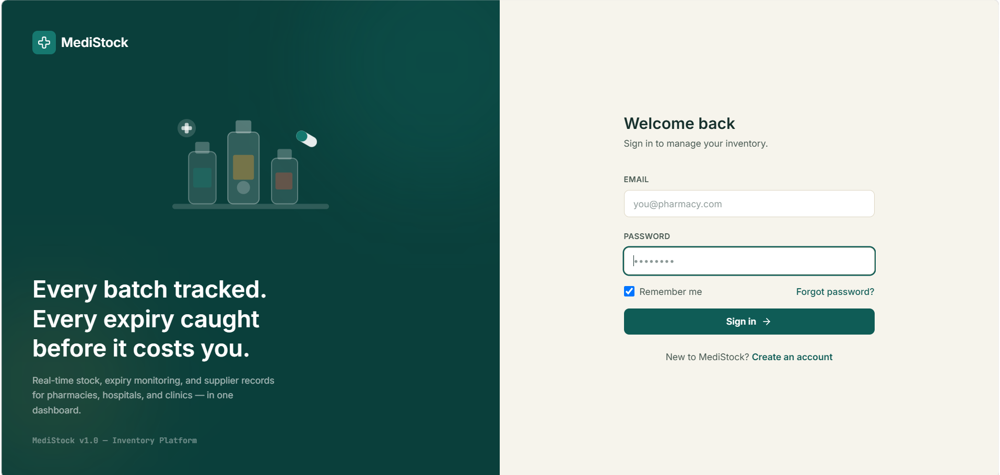 MediStock
Every batch tracked.
Every expiry caught
before it costs you.
Real-time stock, expiry monitoring, and supplier records
for pharmacies, hospitals, and clinics — in one
dashboard.
MediStock v1.0 — Inventory Platform
Welcome back
Sign in to manage your inventory.
EMAIL
you@pharmacy.com
PASSWORD
••••••••
Remember me
Forgot password?
Sign in →
New to MediStock? Create an account